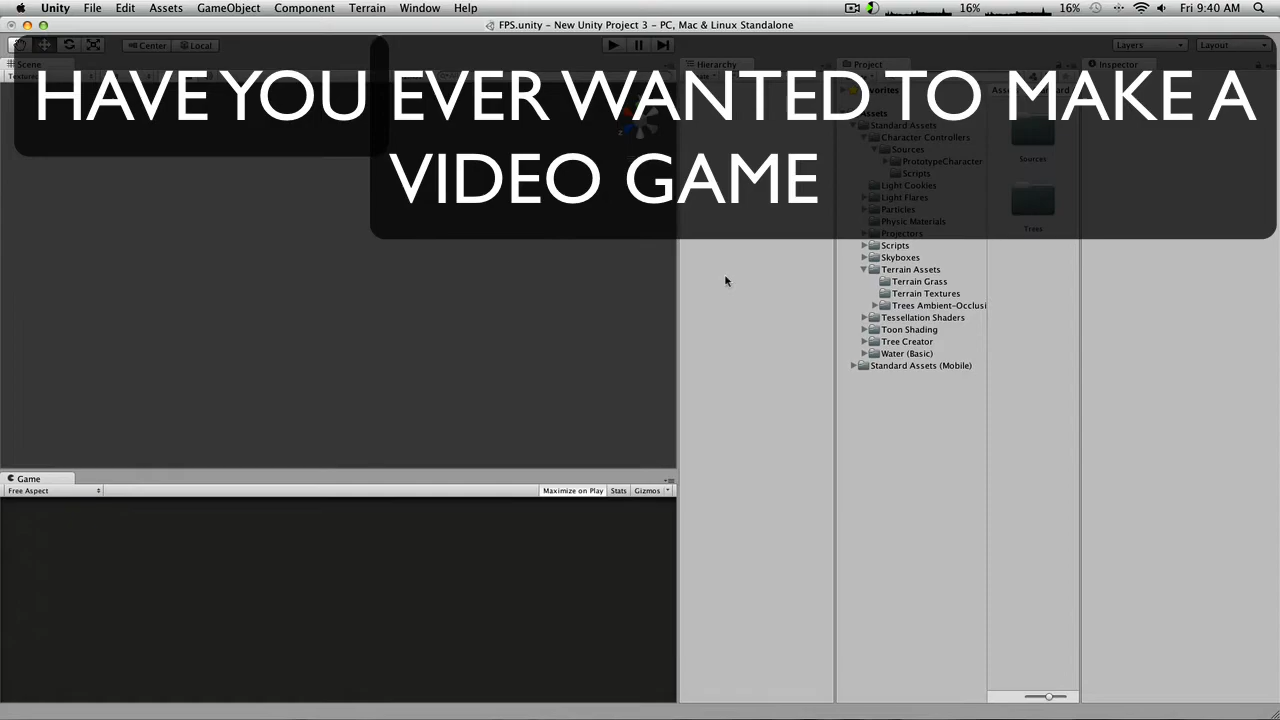 Unity File Edit Assets GameObject Component Terrain Window Help 16% 16% Fri 9:40 AM
FPS.unity - New Unity Project 3 - PC, Mac & Linux Standalone
Center Local Layers Layout
Scene Hierarchy Project Inspector
HAVE YOU EVER WANTED TO MAKE A
VIDEO GAME
Favorites
Assets
Standard Assets
Character Controllers
Sources
PrototypeCharacter
Scripts
Light Cookies
Light Flares
Particles
Physic Materials
Projectors
Scripts
Skyboxes
Terrain Assets
Terrain Grass
Terrain Textures
Trees Ambient-Occlusi
Tessellation Shaders
Toon Shading
Tree Creator
Water (Basic)
Standard Assets (Mobile)
Sources
Trees
Game
Free Aspect Maximize on Play Stats Gizmos